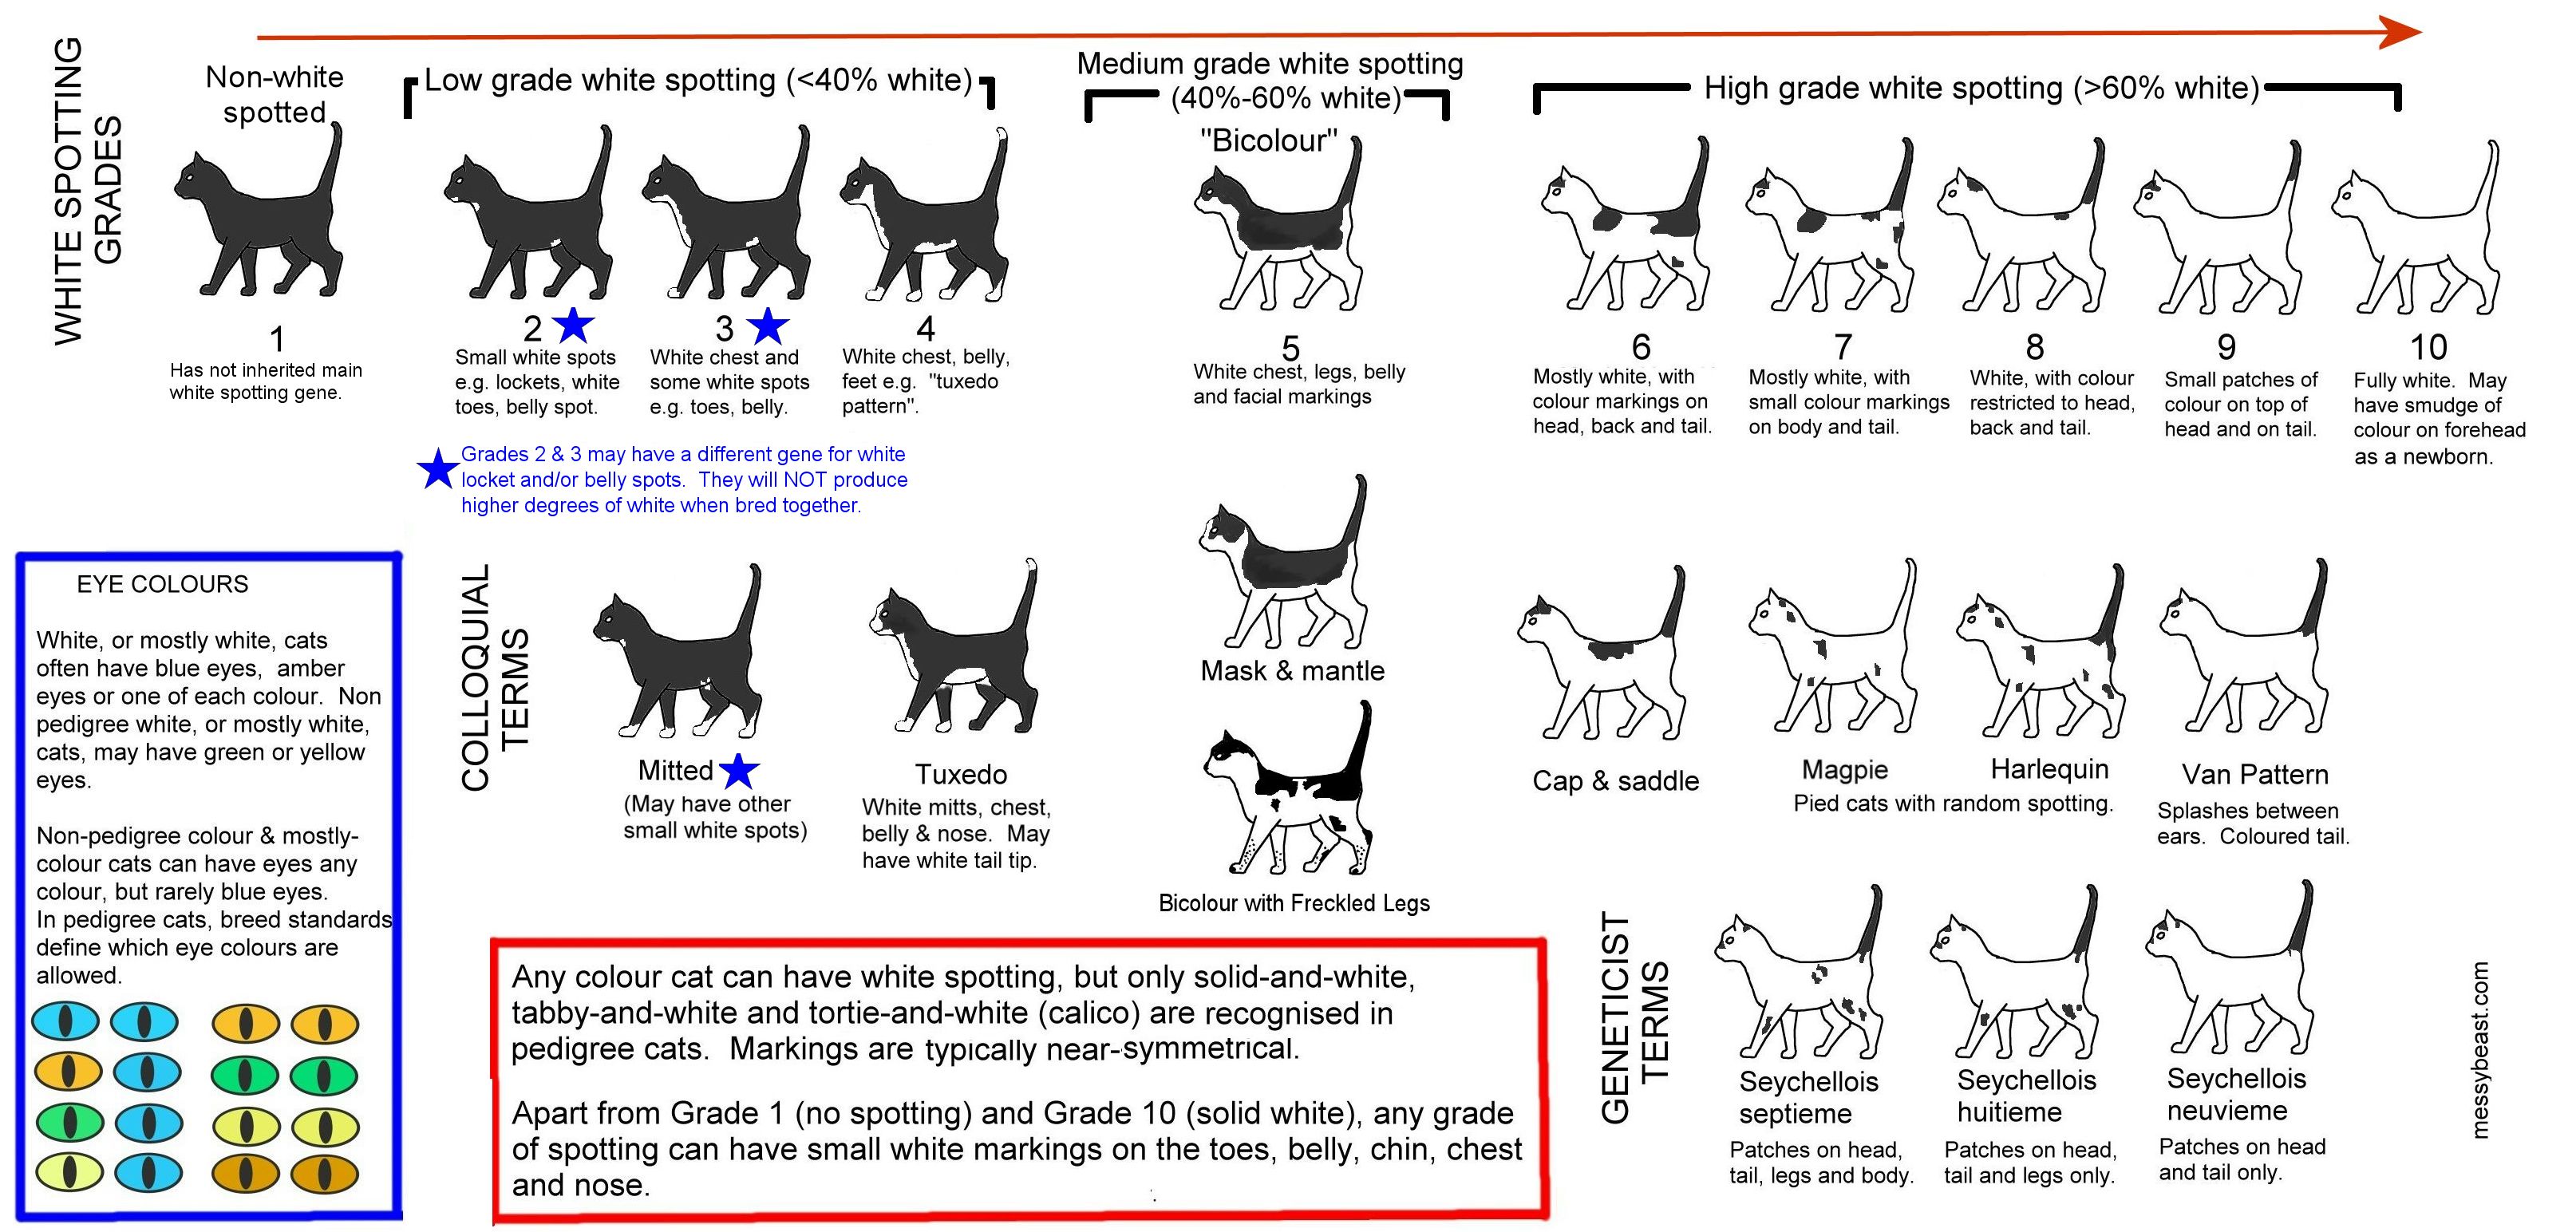 WHITE SPOTTING
GRADES
Non-white
spotted
Low grade white spotting (<40% white)
Medium grade white spotting
(40%-60% white)
"Bicolour"
High grade white spotting (>60% white)
1
Has not inherited main
white spotting gene.
2
Small white spots
e.g. lockets, white
toes, belly spot.
3
White chest and
some white spots
e.g. toes, belly.
4
White chest, belly,
feet e.g. "tuxedo
pattern".
5
White chest, legs, belly
and facial markings
6
Mostly white, with
colour markings on
head, back and tail.
7
Mostly white, with
small colour markings
on body and tail.
8
White, with colour
restricted to head,
back and tail.
9
Small patches of
colour on top of
head and on tail.
10
Fully white. May
have smudge of
colour on forehead
as a newborn.
Grades 2 & 3 may have a different gene for white
locket and/or belly spots. They will NOT produce
higher degrees of white when bred together.
EYE COLOURS
White, or mostly white, cats
often have blue eyes, amber
eyes or one of each colour. Non
pedigree white, or mostly white,
cats, may have green or yellow
eyes.
Non-pedigree colour & mostly-
colour cats can have eyes any
colour, but rarely blue eyes.
In pedigree cats, breed standards
define which eye colours are
allowed.
COLLOQUIAL
TERMS
Mitted
(May have other
small white spots)
Tuxedo
White mitts, chest,
belly & nose. May
have white tail tip.
Mask & mantle
Bicolour with Freckled Legs
Cap & saddle
Magpie
Harlequin
Pied cats with random spotting.
Van Pattern
Splashes between
ears. Coloured tail.
Any colour cat can have white spotting, but only solid-and-white,
tabby-and-white and tortie-and-white (calico) are recognised in
pedigree cats. Markings are typically near-symmetrical.
Apart from Grade 1 (no spotting) and Grade 10 (solid white), any grade
of spotting can have small white markings on the toes, belly, chin, chest
and nose.
GENETICIST
TERMS
Seychellois
septieme
Patches on head,
tail, legs and body.
Seychellois
huitieme
Patches on head,
tail and legs only.
Seychellois
neuvieme
Patches on head
and tail only.
messybeast.com